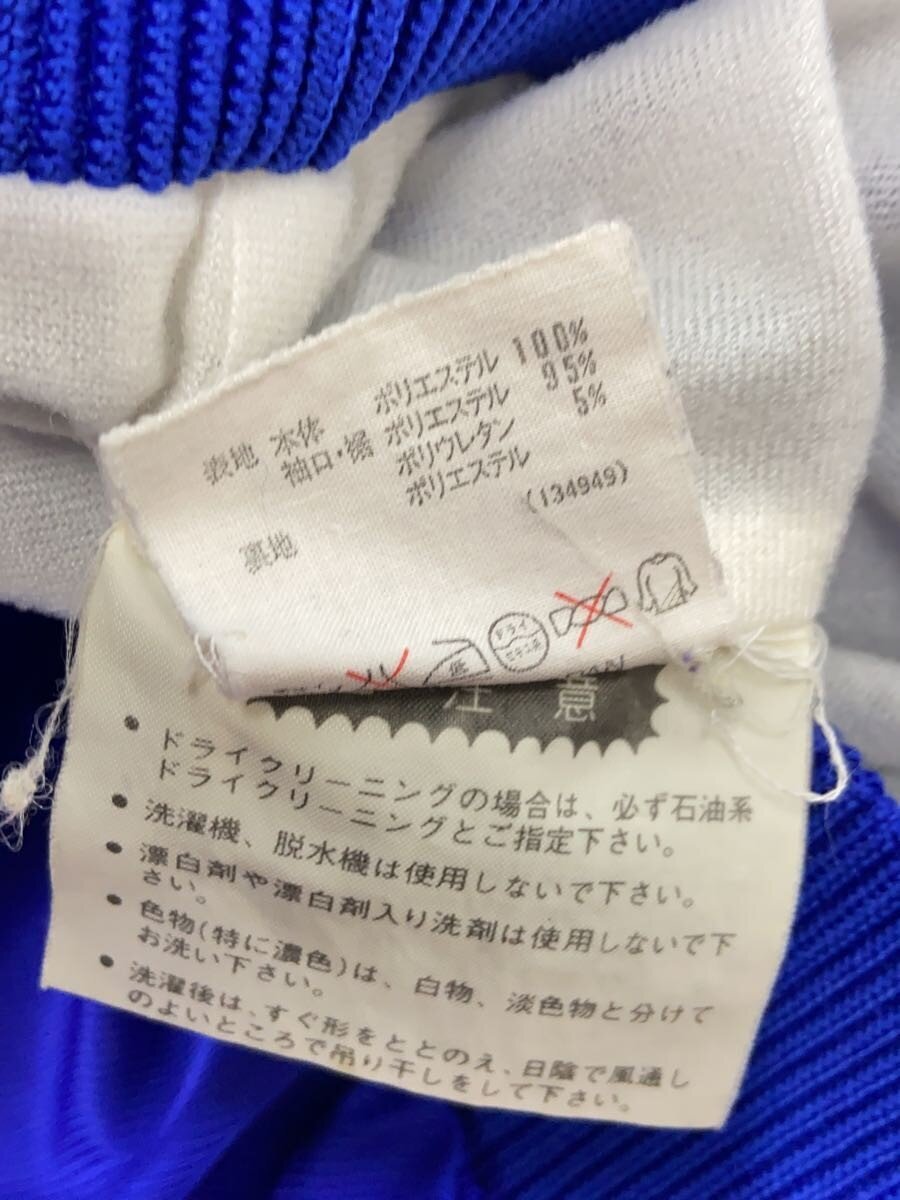 表地 本体 ポリエステル 100%
袖口・裾 ポリエステル 95%
ポリウレタン 5%
裏地 ポリエステル
(134949)
低 ドライ セキユ系
注 意
● ドライクリーニングの場合は、必ず石油系
ドライクリーニングとご指定下さい。
● 洗濯機、脱水機は使用しないで下さい。
● 漂白剤や漂白剤入り洗剤は使用しないで下
さい。
● 色物(特に濃色)は、白物、淡色物と分けて
お洗い下さい。
● 洗濯後は、すぐ形をととのえ、日陰で風通し
のよいところで吊り干しをして下さい。